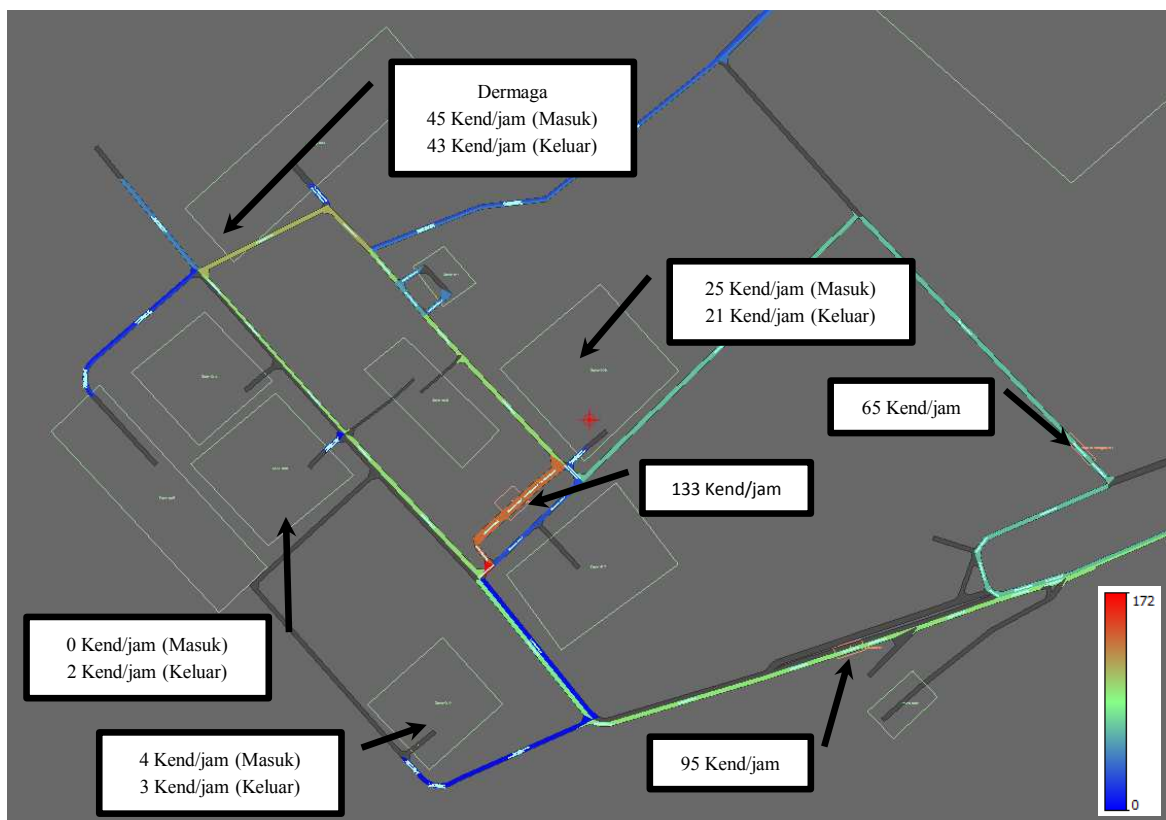 Dermaga
45 Kend/jam (Masuk)
43 Kend/jam (Keluar)
25 Kend/jam (Masuk)
21 Kend/jam (Keluar)
65 Kend/jam
133 Kend/jam
0 Kend/jam (Masuk)
2 Kend/jam (Keluar)
4 Kend/jam (Masuk)
3 Kend/jam (Keluar)
95 Kend/jam
172
0